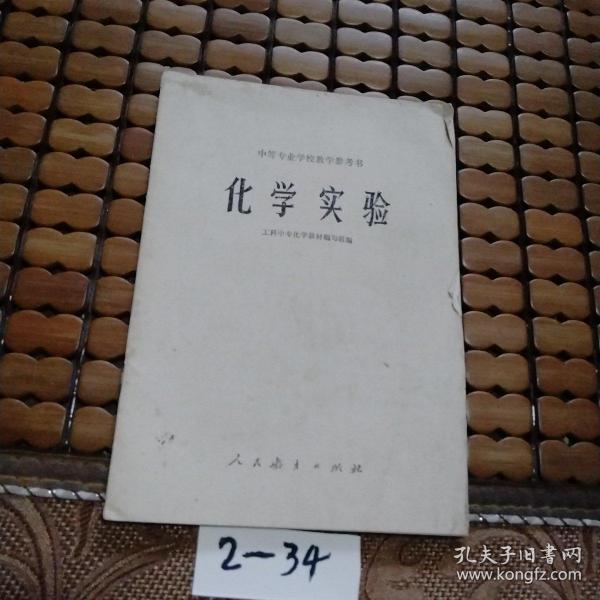 中等专业学校教学参考书
化学实验
工科中专化学教材编写组编
人民教育出版社
2-34
孔夫子旧書网
www.kongfz.com